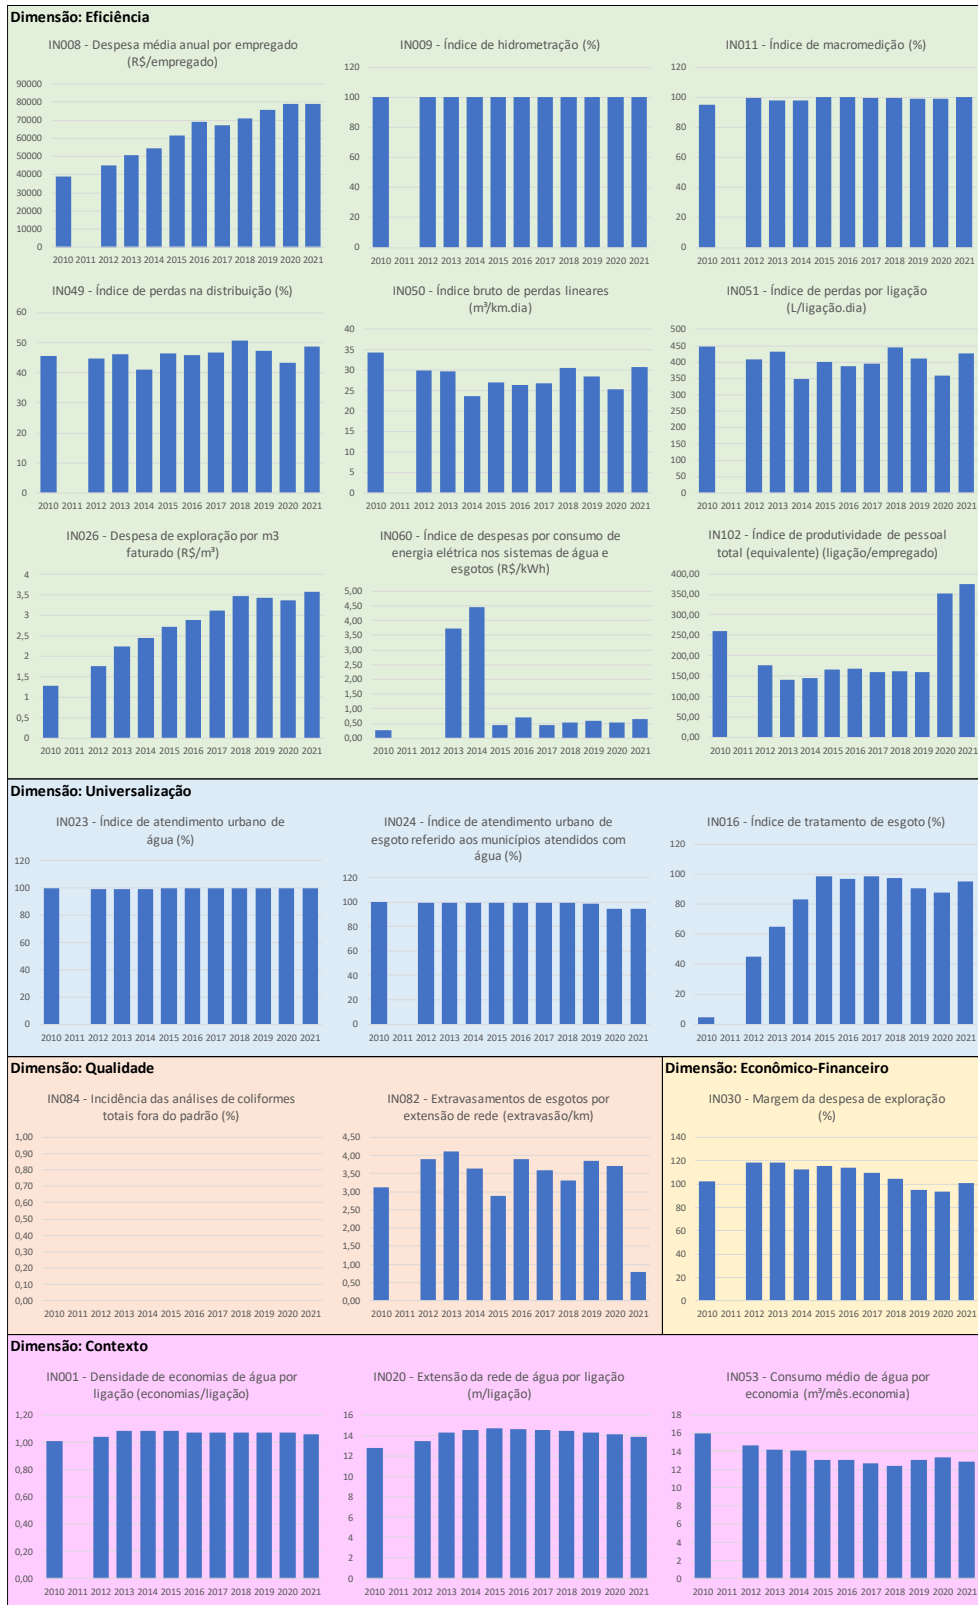 Dimensão: Eficiência
IN008 - Despesa média anual por empregado
(R$/empregado)
90000
80000
70000
60000
50000
40000
30000
20000
10000
0
2010 2011 2012 2013 2014 2015 2016 2017 2018 2019 2020 2021
IN009 - Índice de hidrometração (%)
120
100
80
60
40
20
0
2010 2011 2012 2013 2014 2015 2016 2017 2018 2019 2020 2021
IN011 - Índice de macromedição (%)
120
100
80
60
40
20
0
2010 2011 2012 2013 2014 2015 2016 2017 2018 2019 2020 2021
IN049 - Índice de perdas na distribuição (%)
60
50
40
30
20
10
0
2010 2011 2012 2013 2014 2015 2016 2017 2018 2019 2020 2021
IN050 - Índice bruto de perdas lineares
(m³/km.dia)
40
35
30
25
20
15
10
5
0
2010 2011 2012 2013 2014 2015 2016 2017 2018 2019 2020 2021
IN051 - Índice de perdas por ligação
(L/ligação.dia)
500
450
400
350
300
250
200
150
100
50
0
2010 2011 2012 2013 2014 2015 2016 2017 2018 2019 2020 2021
IN026 - Despesa de exploração por m3
faturado (R$/m³)
4
3,5
3
2,5
2
1,5
1
0,5
0
2010 2011 2012 2013 2014 2015 2016 2017 2018 2019 2020 2021
IN060 - Índice de despesas por consumo de
energia elétrica nos sistemas de água e
esgotos (R$/kWh)
5,00
4,50
4,00
3,50
3,00
2,50
2,00
1,50
1,00
0,50
0,00
2010 2011 2012 2013 2014 2015 2016 2017 2018 2019 2020 2021
IN102 - Índice de produtividade de pessoal
total (equivalente) (ligação/empregado)
400,00
350,00
300,00
250,00
200,00
150,00
100,00
50,00
0,00
2010 2011 2012 2013 2014 2015 2016 2017 2018 2019 2020 2021
Dimensão: Universalização
IN023 - Índice de atendimento urbano de
água (%)
120
100
80
60
40
20
0
2010 2011 2012 2013 2014 2015 2016 2017 2018 2019 2020 2021
IN024 - Índice de atendimento urbano de
esgoto referido aos municípios atendidos com
água (%)
120
100
80
60
40
20
0
2010 2011 2012 2013 2014 2015 2016 2017 2018 2019 2020 2021
IN016 - Índice de tratamento de esgoto (%)
120
100
80
60
40
20
0
2010 2011 2012 2013 2014 2015 2016 2017 2018 2019 2020 2021
Dimensão: Qualidade
IN084 - Incidência das análises de coliformes
totais fora do padrão (%)
1,00
0,90
0,80
0,70
0,60
0,50
0,40
0,30
0,20
0,10
0,00
2010 2011 2012 2013 2014 2015 2016 2017 2018 2019 2020 2021
IN082 - Extravasamentos de esgotos por
extensão de rede (extravasão/km)
4,50
4,00
3,50
3,00
2,50
2,00
1,50
1,00
0,50
0,00
2010 2011 2012 2013 2014 2015 2016 2017 2018 2019 2020 2021
Dimensão: Econômico-Financeiro
IN030 - Margem da despesa de exploração
(%)
140
120
100
80
60
40
20
0
2010 2011 2012 2013 2014 2015 2016 2017 2018 2019 2020 2021
Dimensão: Contexto
IN001 - Densidade de economias de água por
ligação (economias/ligação)
1,20
1,00
0,80
0,60
0,40
0,20
0,00
2010 2011 2012 2013 2014 2015 2016 2017 2018 2019 2020 2021
IN020 - Extensão da rede de água por ligação
(m/ligação)
16
14
12
10
8
6
4
2
0
2010 2011 2012 2013 2014 2015 2016 2017 2018 2019 2020 2021
IN053 - Consumo médio de água por
economia (m³/mês.economia)
18
16
14
12
10
8
6
4
2
0
2010 2011 2012 2013 2014 2015 2016 2017 2018 2019 2020 2021